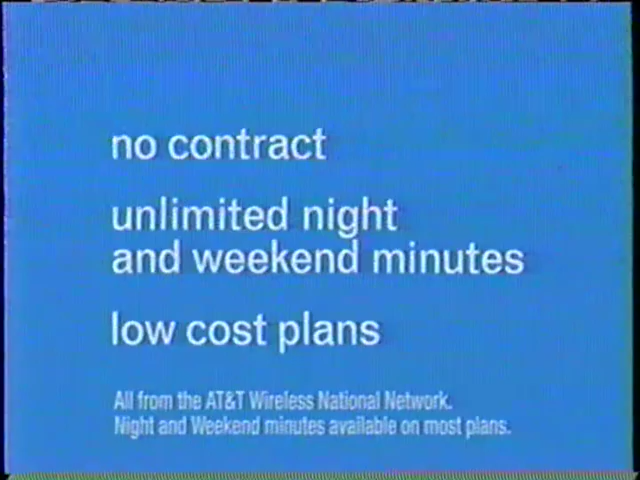 no contract
unlimited night
and weekend minutes
low cost plans
All from the AT&T Wireless National Network.
Night and Weekend minutes available on most plans.